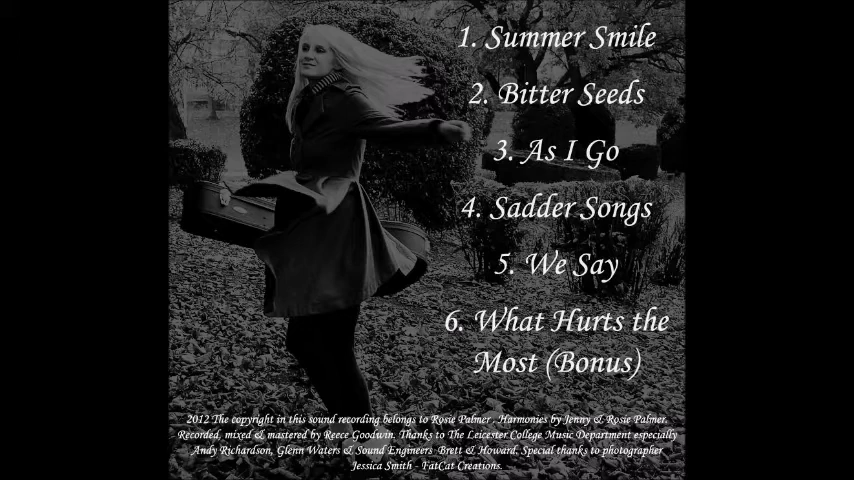 1. Summer Smile
2. Bitter Seeds
3. As I Go
4. Sadder Songs
5. We Say
6. What Hurts the
Most (Bonus)
2012 The copyright in this sound recording belongs to Rosie Palmer . Harmonies by Jenny & Rosie Palmer.
Recorded, mixed & mastered by Reece Goodwin. Thanks to The Leicester College Music Department especially
Andy Richardson, Glenn Waters & Sound Engineers Brett & Howard. Special thanks to photographer
Jessica Smith - FatCat Creations.